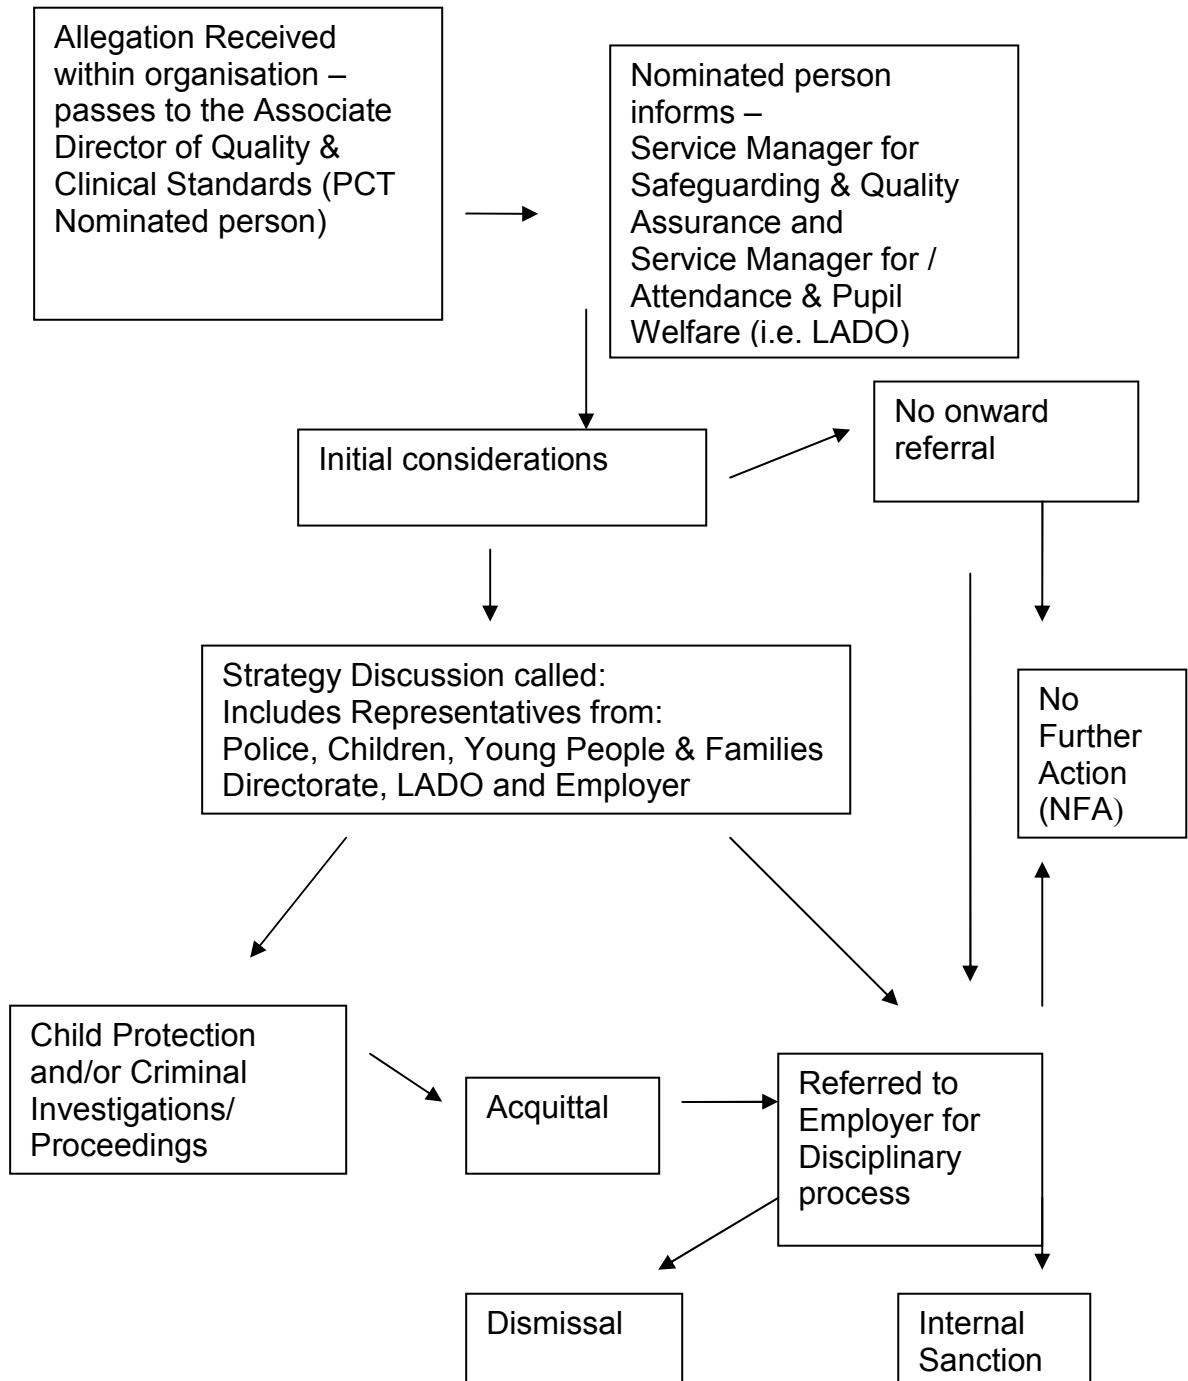 Allegation Received
within organisation –
passes to the Associate
Director of Quality &
Clinical Standards (PCT
Nominated person)
Nominated person
informs –
Service Manager for
Safeguarding & Quality
Assurance and
Service Manager for /
Attendance & Pupil
Welfare (i.e. LADO)
Initial considerations
No onward
referral
Strategy Discussion called:
Includes Representatives from:
Police, Children, Young People & Families
Directorate, LADO and Employer
No
Further
Action
(NFA)
Child Protection
and/or Criminal
Investigations/
Proceedings
Acquittal
Referred to
Employer for
Disciplinary
process
Dismissal
Internal
Sanction